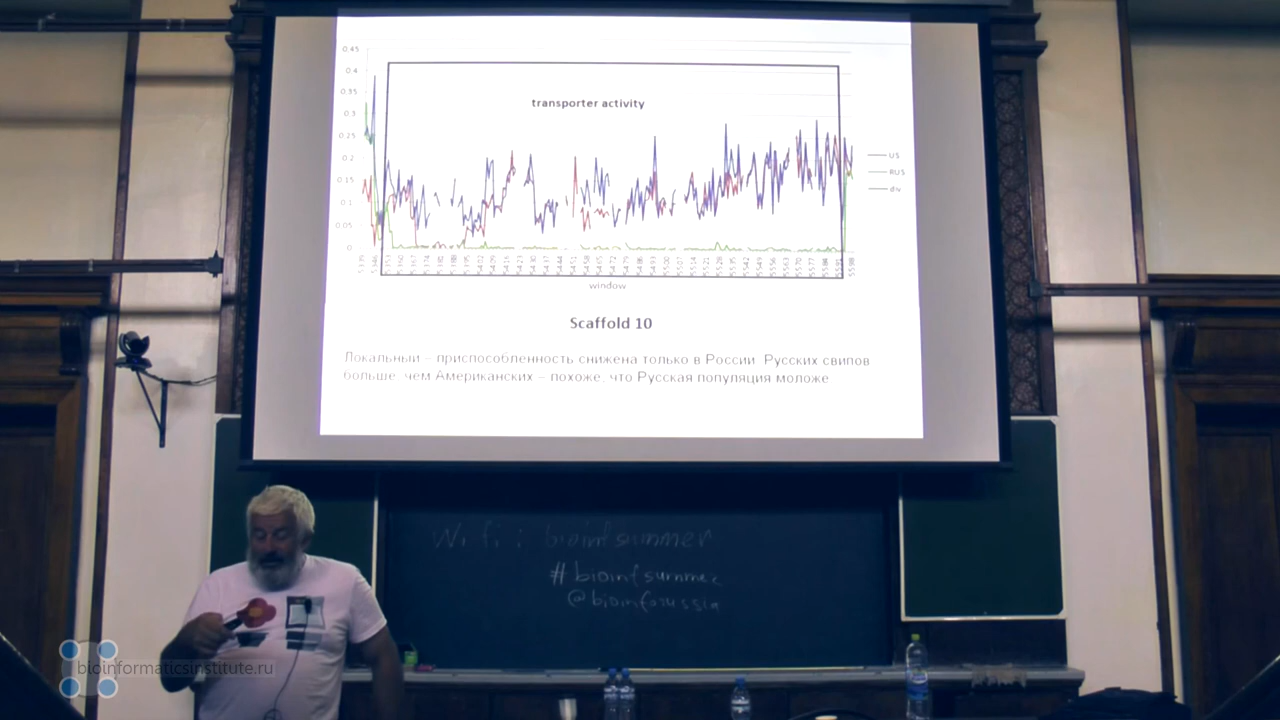 0.45
0.4
0.35
0.3
0.25
0.2
0.15
0.1
0.05
0
transporter activity
US
RUS
div
window
Scaffold 10
Локальный – приспособленность снижена только в России Русских свипов
больше чем Американских – похоже, что Русская популяция моложе
Wi fi : bioinfsummer
# bioinfsummer
@bioinforussia
bioinformaticsinstitute.ru